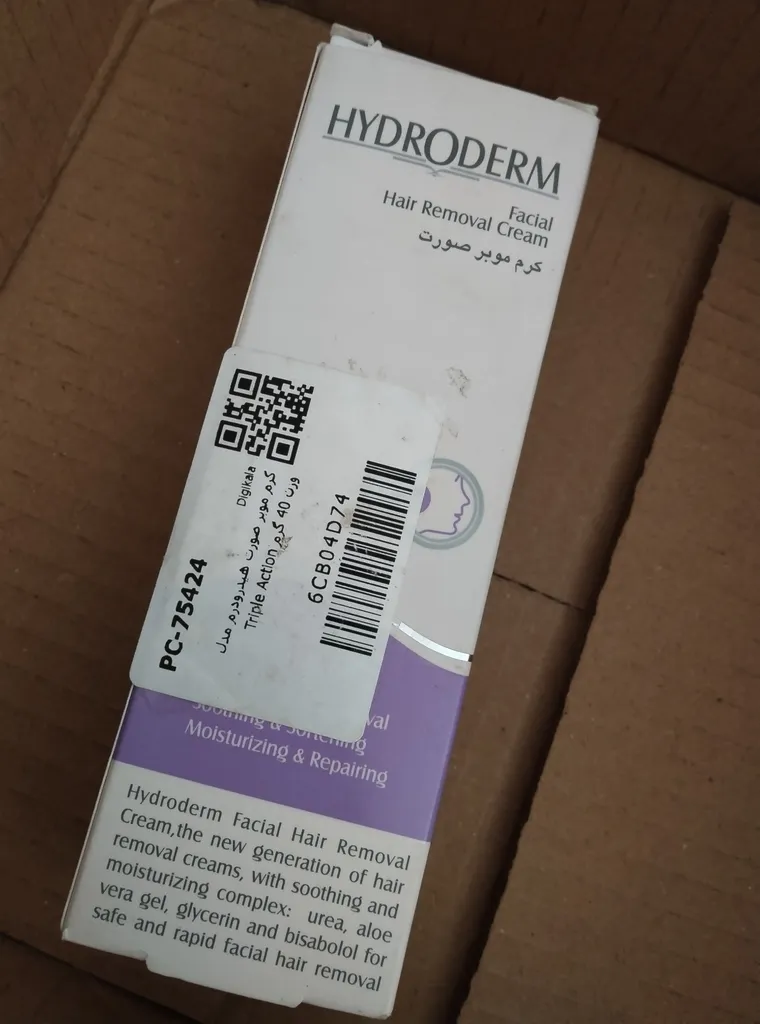 HYDRODERM
Facial
Hair Removal Cream
کرم موبر صورت
Digikala
کرم موبر صورت هیدرودرم مدل
Triple Action وزن 40 گرم
PC-75424
6CB04D74
Soothing & Softening
Moisturizing & Repairing
Hydroderm Facial Hair Removal
Cream,the new generation of hair
removal creams, with soothing and
moisturizing complex: urea, aloe
vera gel, glycerin and bisabolol for
safe and rapid facial hair removal